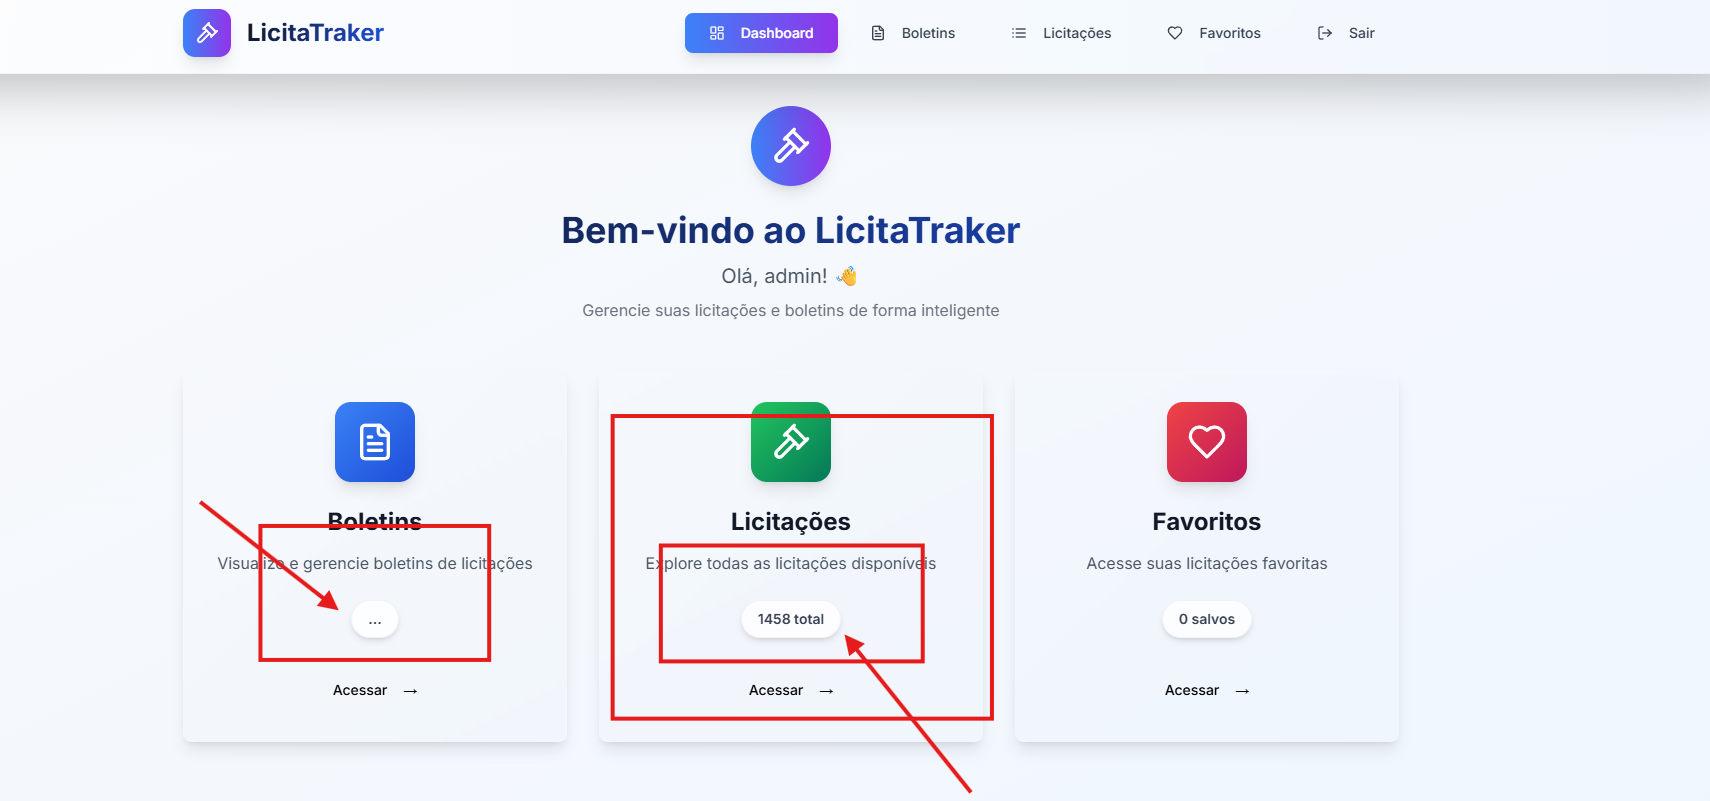 LicitaTraker
Dashboard
Boletins
Licitações
Favoritos
Sair
Bem-vindo ao LicitaTraker
Olá, admin! 👋
Gerencie suas licitações e boletins de forma inteligente
Boletins
Visualize e gerencie boletins de licitações
...
Acessar →
Licitações
Explore todas as licitações disponíveis
1458 total
Acessar →
Favoritos
Acesse suas licitações favoritas
0 salvos
Acessar →